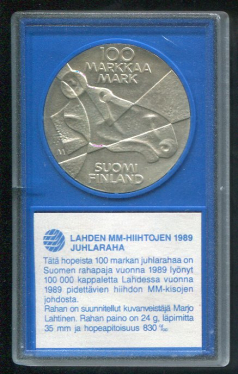 100
MARKKAA
MARK
M
SUOMI
FINLAND
LAHDEN MM-HIIHTOJEN 1989
JUHLARAHA
Tätä hopeista 100 markan juhlarahaa on
Suomen rahapaja vuonna 1989 lyönyt
100 000 kappaletta Lahdessa vuonna
1989 pidettävien hiihdon MM-kisojen
johdosta.
Rahan on suunnitellut kuvanveistäjä Marjo
Lahtinen. Rahan paino on 24 g, läpimitta
35 mm ja hopeapitoisuus 830 ‰.